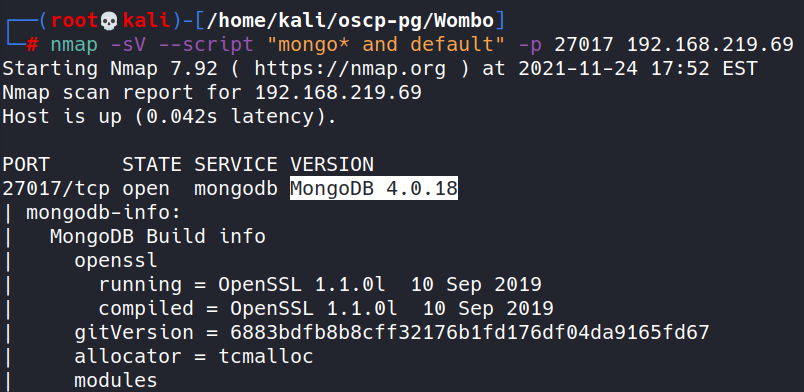 ┌──(root💀kali)-[/home/kali/oscp-pg/Wombo]
└─# nmap -sV --script "mongo* and default" -p 27017 192.168.219.69
Starting Nmap 7.92 ( https://nmap.org ) at 2021-11-24 17:52 EST
Nmap scan report for 192.168.219.69
Host is up (0.042s latency).

PORT      STATE SERVICE VERSION
27017/tcp open  mongodb MongoDB 4.0.18
| mongodb-info:
|   MongoDB Build info
|     openssl
|       running = OpenSSL 1.1.0l  10 Sep 2019
|       compiled = OpenSSL 1.1.0l  10 Sep 2019
|     gitVersion = 6883bdfb8b8cff32176b1fd176df04da9165fd67
|     allocator = tcmalloc
|     modules